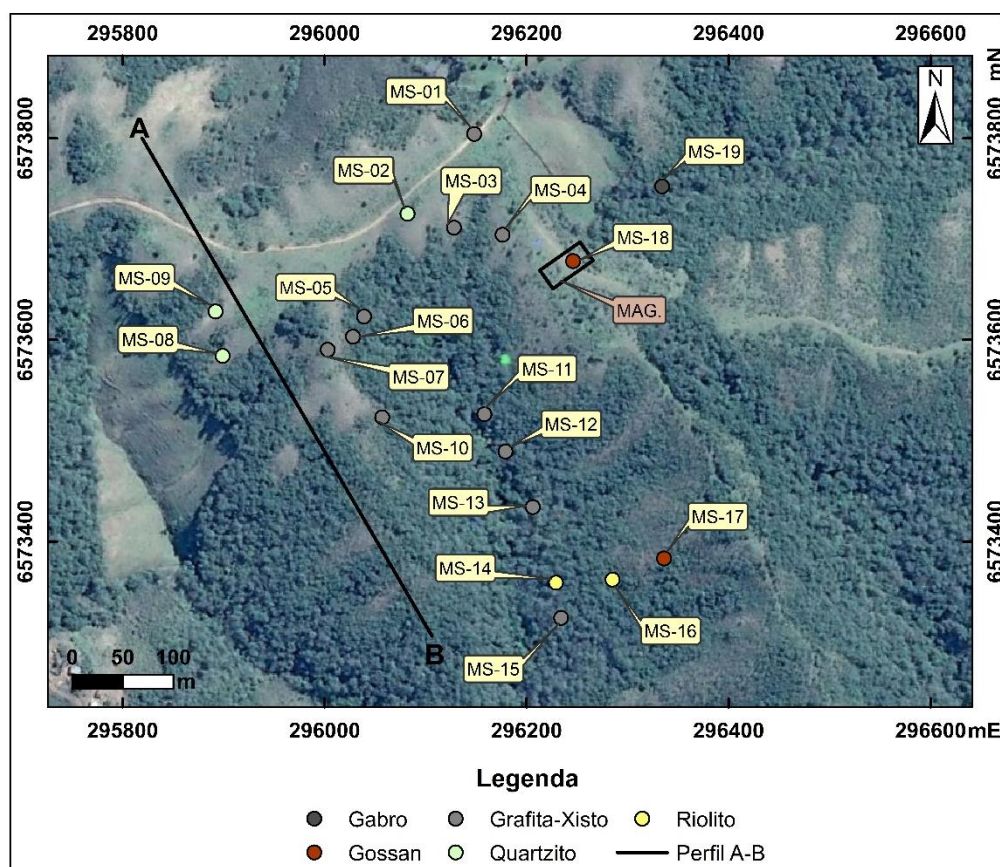 295800 296000 296200 296400 296600 mN
N
MS-01
A
6573800
6573800
MS-19
MS-02
MS-03
MS-04
MS-18
MS-09
MS-05
MAG.
MS-08
MS-06
6573600
6573600
MS-07
MS-11
MS-10
MS-12
MS-13
MS-17
6573400
6573400
MS-14
MS-16
B
0 50 100
m
MS-15
295800 296000 296200 296400 296600mE
Legenda
Gabro Grafita-Xisto Riolito
Gossan Quartzito Perfil A-B